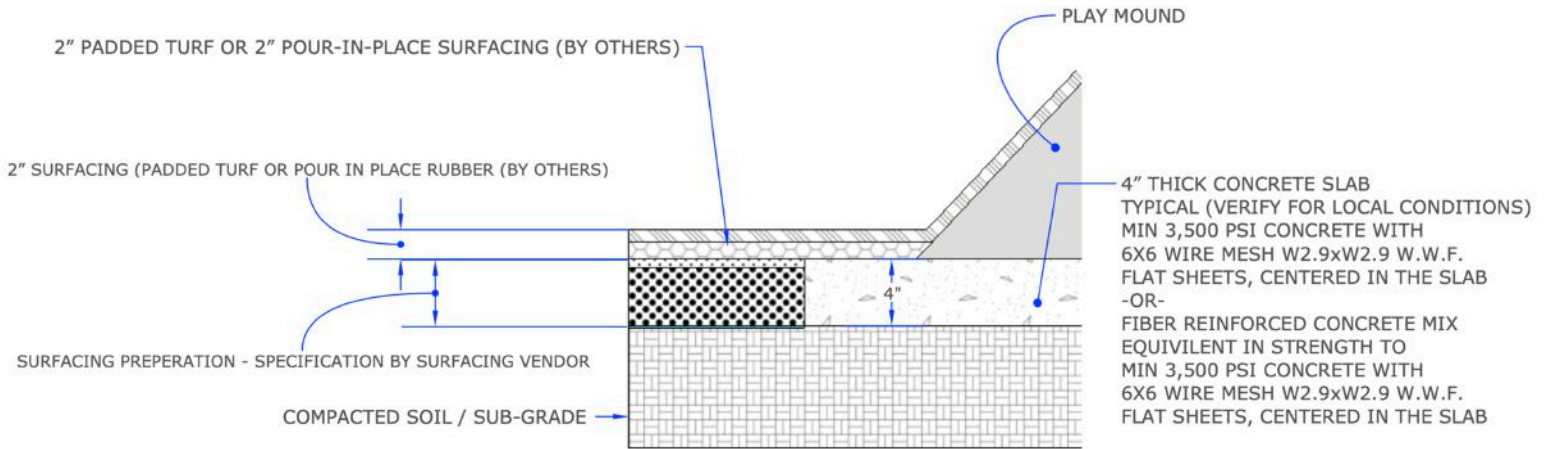 PLAY MOUND
2” PADDED TURF OR 2” POUR-IN-PLACE SURFACING (BY OTHERS)
2” SURFACING (PADDED TURF OR POUR IN PLACE RUBBER (BY OTHERS)
4” THICK CONCRETE SLAB
TYPICAL (VERIFY FOR LOCAL CONDITIONS)
MIN 3,500 PSI CONCRETE WITH
6X6 WIRE MESH W2.9xW2.9 W.W.F.
FLAT SHEETS, CENTERED IN THE SLAB
-OR-
FIBER REINFORCED CONCRETE MIX
EQUIVILENT IN STRENGTH TO
MIN 3,500 PSI CONCRETE WITH
6X6 WIRE MESH W2.9xW2.9 W.W.F.
FLAT SHEETS, CENTERED IN THE SLAB
4"
SURFACING PREPERATION - SPECIFICATION BY SURFACING VENDOR
COMPACTED SOIL / SUB-GRADE